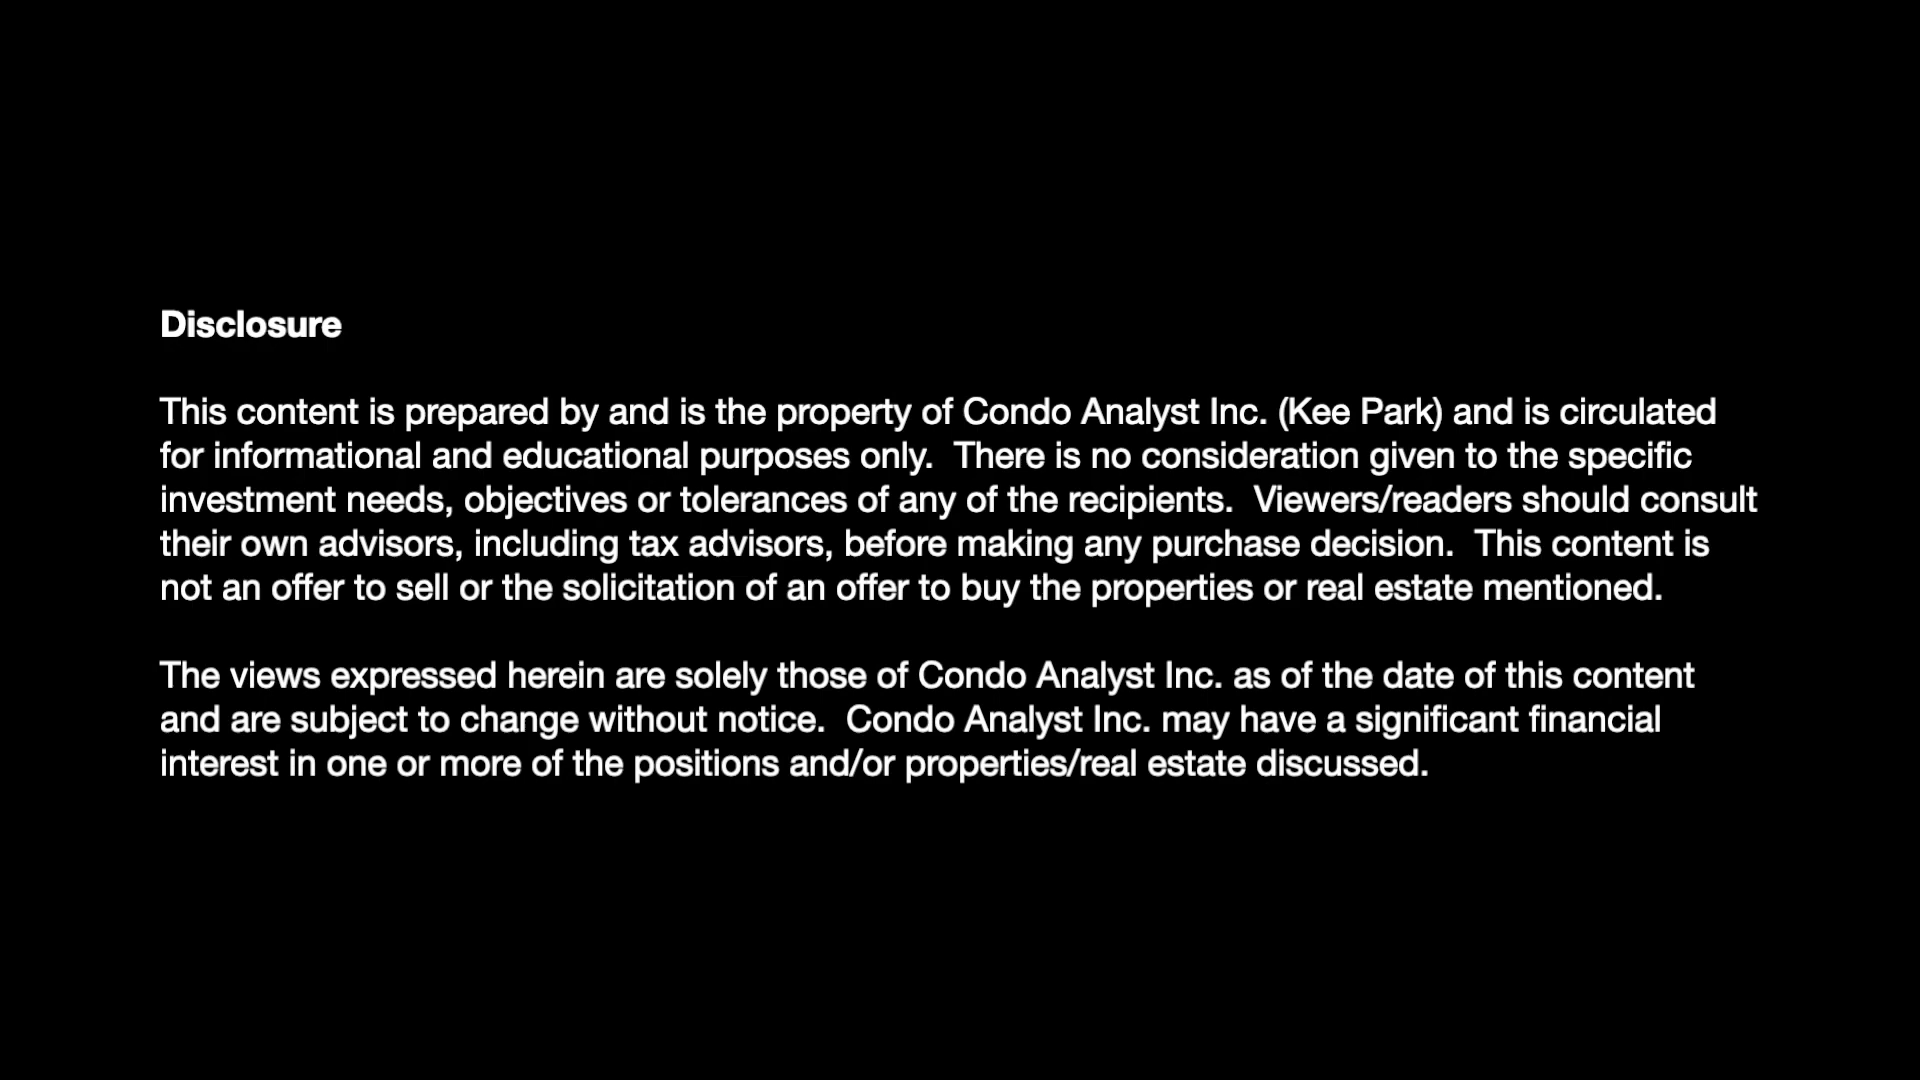 Disclosure
This content is prepared by and is the property of Condo Analyst Inc. (Kee Park) and is circulated
for informational and educational purposes only.  There is no consideration given to the specific
investment needs, objectives or tolerances of any of the recipients.  Viewers/readers should consult
their own advisors, including tax advisors, before making any purchase decision.  This content is
not an offer to sell or the solicitation of an offer to buy the properties or real estate mentioned.
The views expressed herein are solely those of Condo Analyst Inc. as of the date of this content
and are subject to change without notice.  Condo Analyst Inc. may have a significant financial
interest in one or more of the positions and/or properties/real estate discussed.